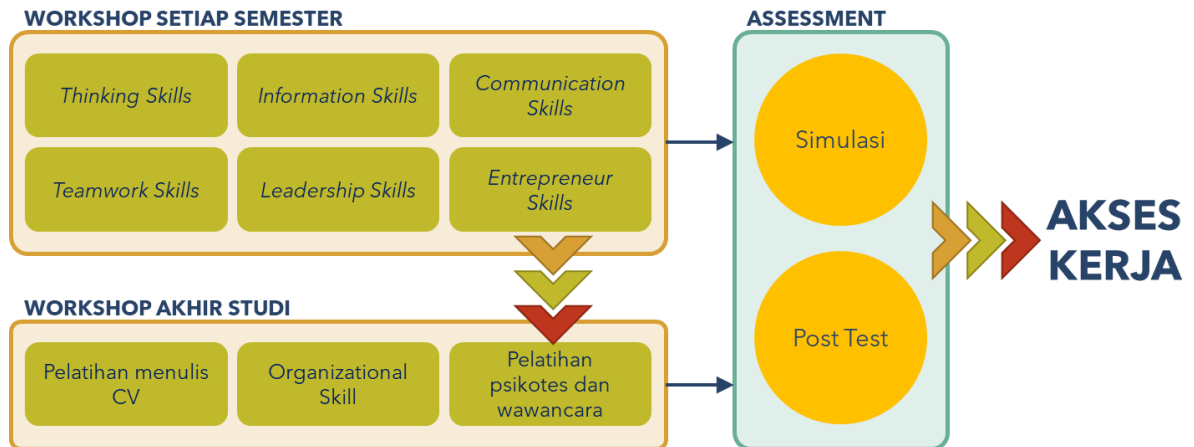 WORKSHOP SETIAP SEMESTER
Thinking Skills
Information Skills
Communication
Skills
Teamwork Skills
Leadership Skills
Entrepreneur
Skills
WORKSHOP AKHIR STUDI
Pelatihan menulis
CV
Organizational
Skill
Pelatihan
psikotes dan
wawancara
ASSESSMENT
Simulasi
Post Test
AKSES
KERJA